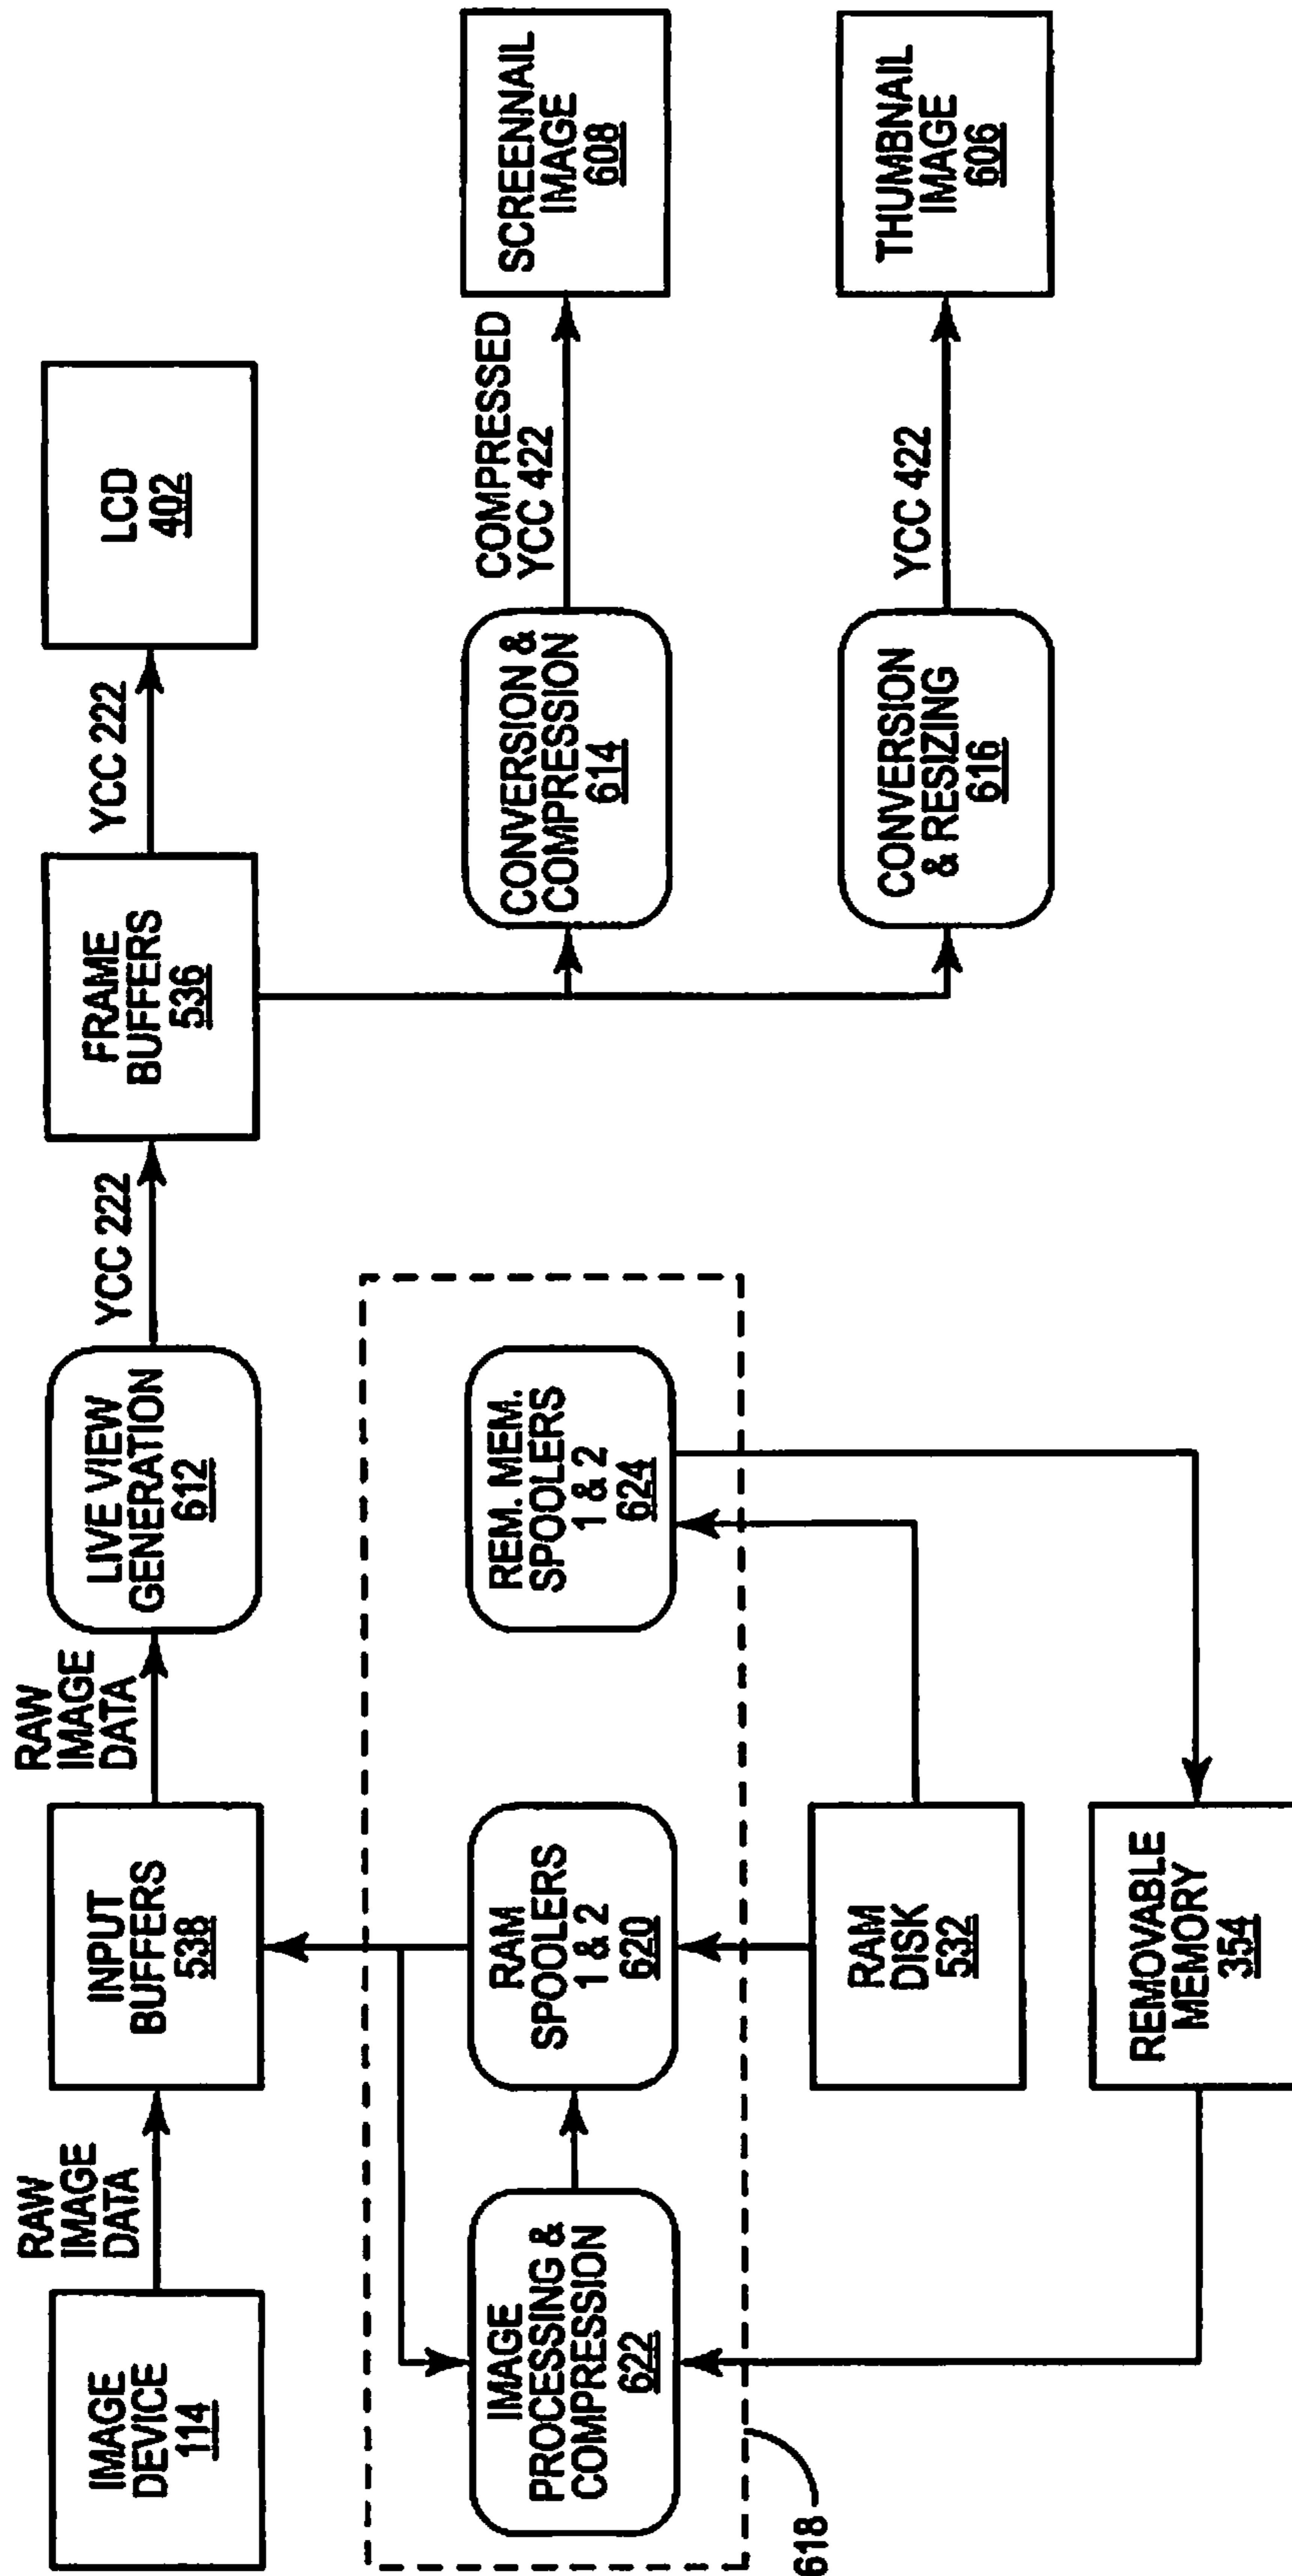 IMAGE
DEVICE
114
RAW
IMAGE
DATA
INPUT
BUFFERS
538
RAW
IMAGE
DATA
LIVE VIEW
GENERATION
612
YCC 222
FRAME
BUFFERS
536
YCC 222
LCD
402
IMAGE
PROCESSING &
COMPRESSION
622
RAM
SPOOLERS
1 & 2
620
REM. MEM.
SPOOLERS
1 & 2
624
CONVERSION &
COMPRESSION
614
COMPRESSED
YCC 422
SCREENNAIL
IMAGE
608
618
RAM
DISK
532
CONVERSION
& RESIZING
616
YCC 422
THUMBNAIL
IMAGE
606
REMOVABLE
MEMORY
354